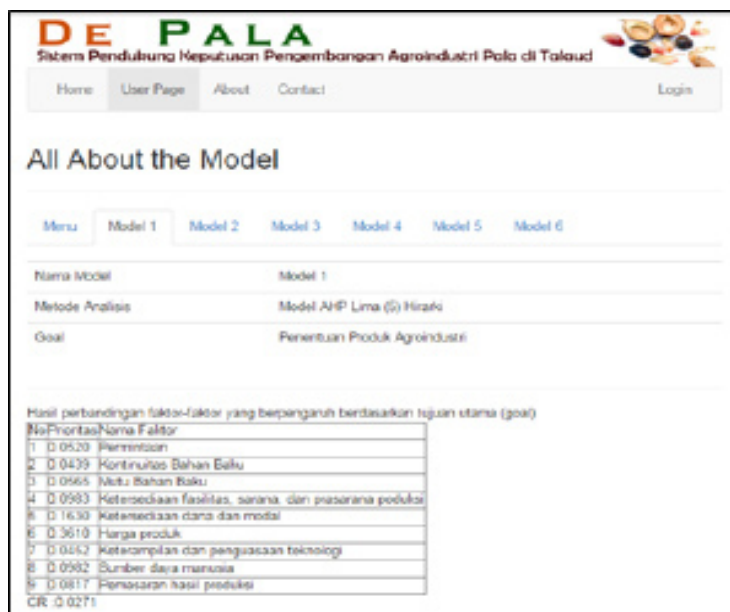 DE PALA
Sistem Pendukung Keputusan Pengembangan Agroindustri Pala di Talaud
Home User Page About Contact Login
All About the Model
Menu Model 1 Model 2 Model 3 Model 4 Model 5 Model 6
Nama Model Model 1
Metode Analisis Model AHP Lima (5) Hirarki
Goal Penentuan Produk Agroindustri
Hasil perbandingan faktor-faktor yang berpengaruh berdasarkan tujuan utama (goal)
No Prioritas Nama Faktor
1 0.0520 Permintaan
2 0.0439 Kontinuitas Bahan Baku
3 0.0565 Mutu Bahan Baku
4 0.0983 Ketersediaan fasilitas, sarana, dan prasarana poduksi
5 0.1630 Ketersediaan dana dan modal
6 0.3610 Harga produk
7 0.0452 Keterampilan dan penguasaan teknologi
8 0.0982 Sumber daya manusia
9 0.0817 Pemasaran hasil produksi
CR :0.0271